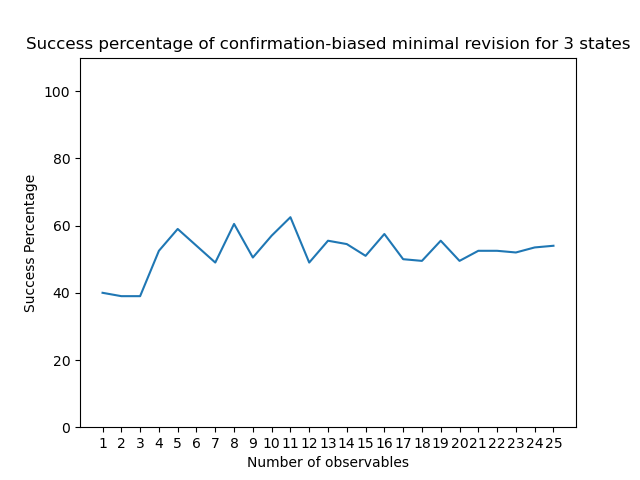 Success percentage of confirmation-biased minimal revision for 3 states
100
80
60
40
20
0
Success Percentage
1 2 3 4 5 6 7 8 9 10 11 12 13 14 15 16 17 18 19 20 21 22 23 24 25
Number of observables